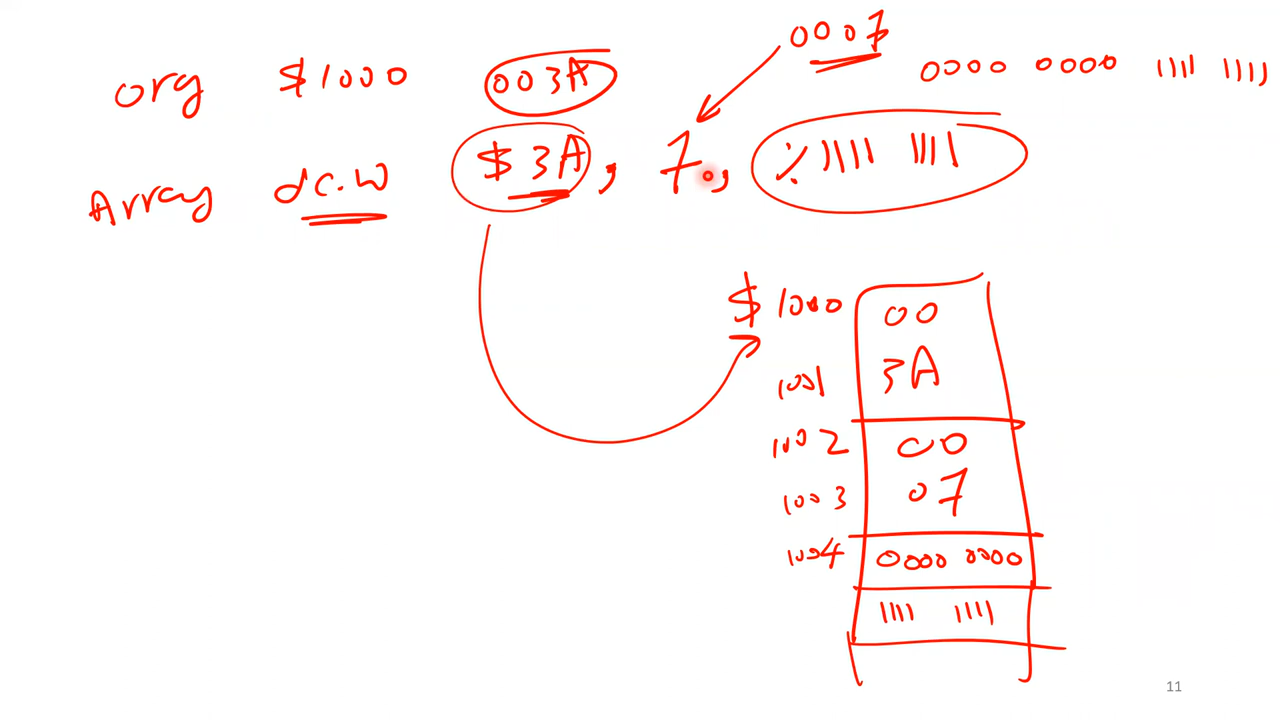 0007
org $1000 003A 0000 0000 1111 1111
Array dc.w $3A, 7, %1111 1111
$1000 00
1001 3A
1002 00
1003 07
1004 0000 0000
1111 1111
11